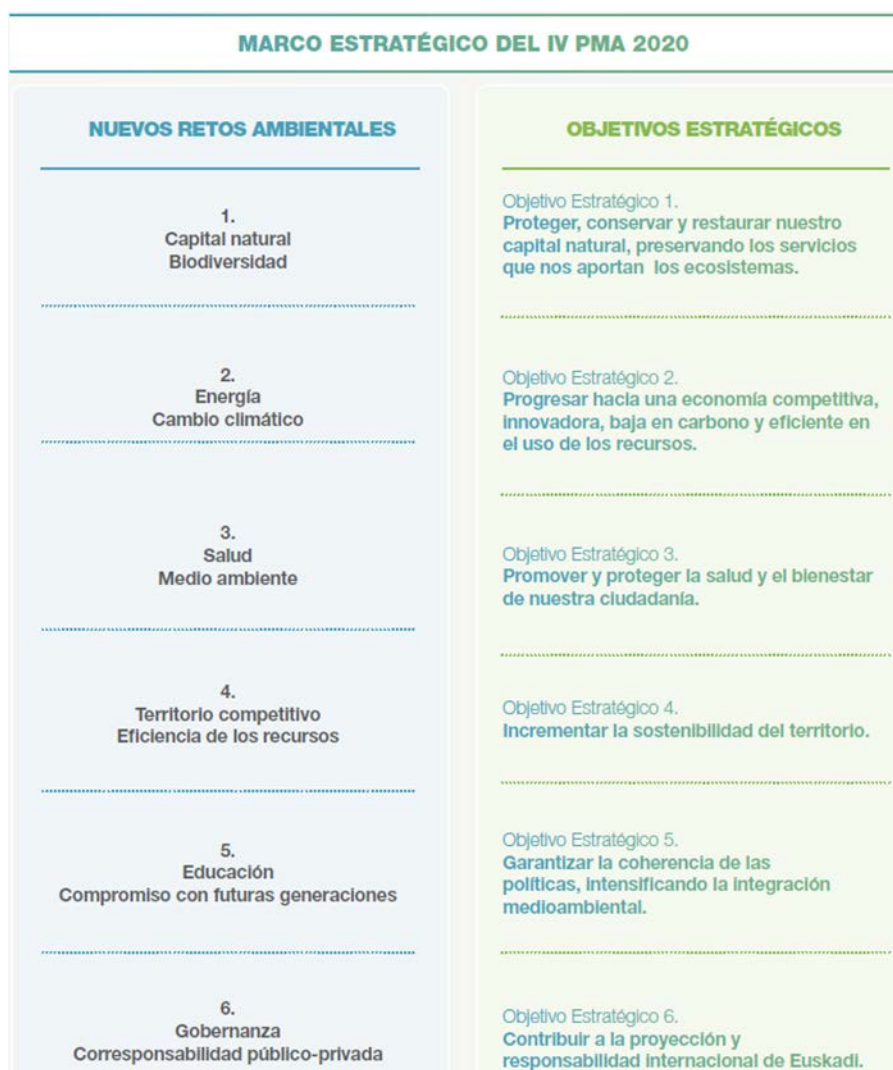 MARCO ESTRATÉGICO DEL IV PMA 2020
NUEVOS RETOS AMBIENTALES
1.
Capital natural
Biodiversidad
2.
Energía
Cambio climático
3.
Salud
Medio ambiente
4.
Territorio competitivo
Eficiencia de los recursos
5.
Educación
Compromiso con futuras generaciones
6.
Gobernanza
Corresponsabilidad público-privada
OBJETIVOS ESTRATÉGICOS
Objetivo Estratégico 1.
Proteger, conservar y restaurar nuestro
capital natural, preservando los servicios
que nos aportan los ecosistemas.
Objetivo Estratégico 2.
Progresar hacia una economía competitiva,
innovadora, baja en carbono y eficiente en
el uso de los recursos.
Objetivo Estratégico 3.
Promover y proteger la salud y el bienestar
de nuestra ciudadanía.
Objetivo Estratégico 4.
Incrementar la sostenibilidad del territorio.
Objetivo Estratégico 5.
Garantizar la coherencia de las
políticas, intensificando la integración
medioambiental.
Objetivo Estratégico 6.
Contribuir a la proyección y
responsabilidad internacional de Euskadi.